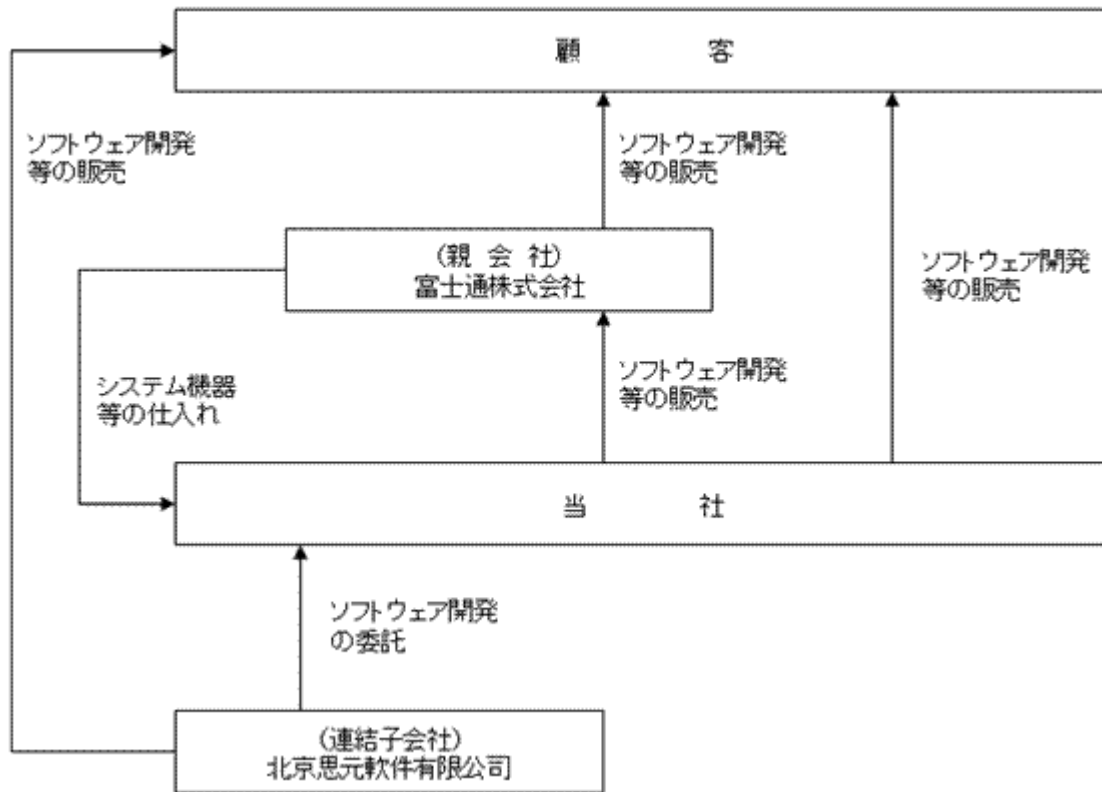 顧 客
ソフトウェア開発
等の販売
ソフトウェア開発
等の販売
(親 会 社)
富士通株式会社
ソフトウェア開発
等の販売
システム機器
等の仕入れ
ソフトウェア開発
等の販売
当 社
ソフトウェア開発
の委託
(連結子会社)
北京思元軟件有限公司